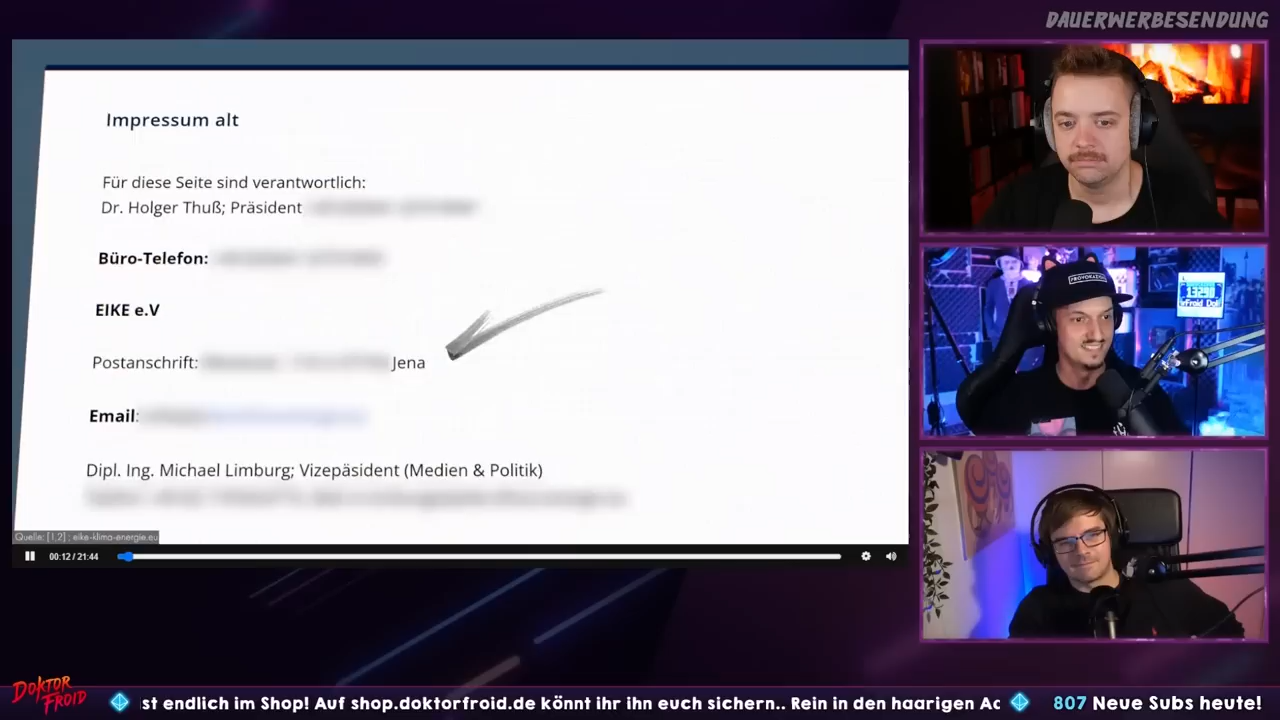 DAUERWERBESENDUNG
Impressum alt
Für diese Seite sind verantwortlich:
Dr. Holger Thuß; Präsident
Büro-Telefon:
EIKE e.V
Postanschrift: Jena
Email:
Dipl. Ing. Michael Limburg; Vizepäsident (Medien & Politik)
Quelle: [1,2] ; eike-klima-energie.eu
00:12 / 21:44
DOKTOR
FROID
st endlich im Shop! Auf shop.doktorfroid.de könnt ihr ihn euch sichern.. Rein in den haarigen Ac
807 Neue Subs heute!